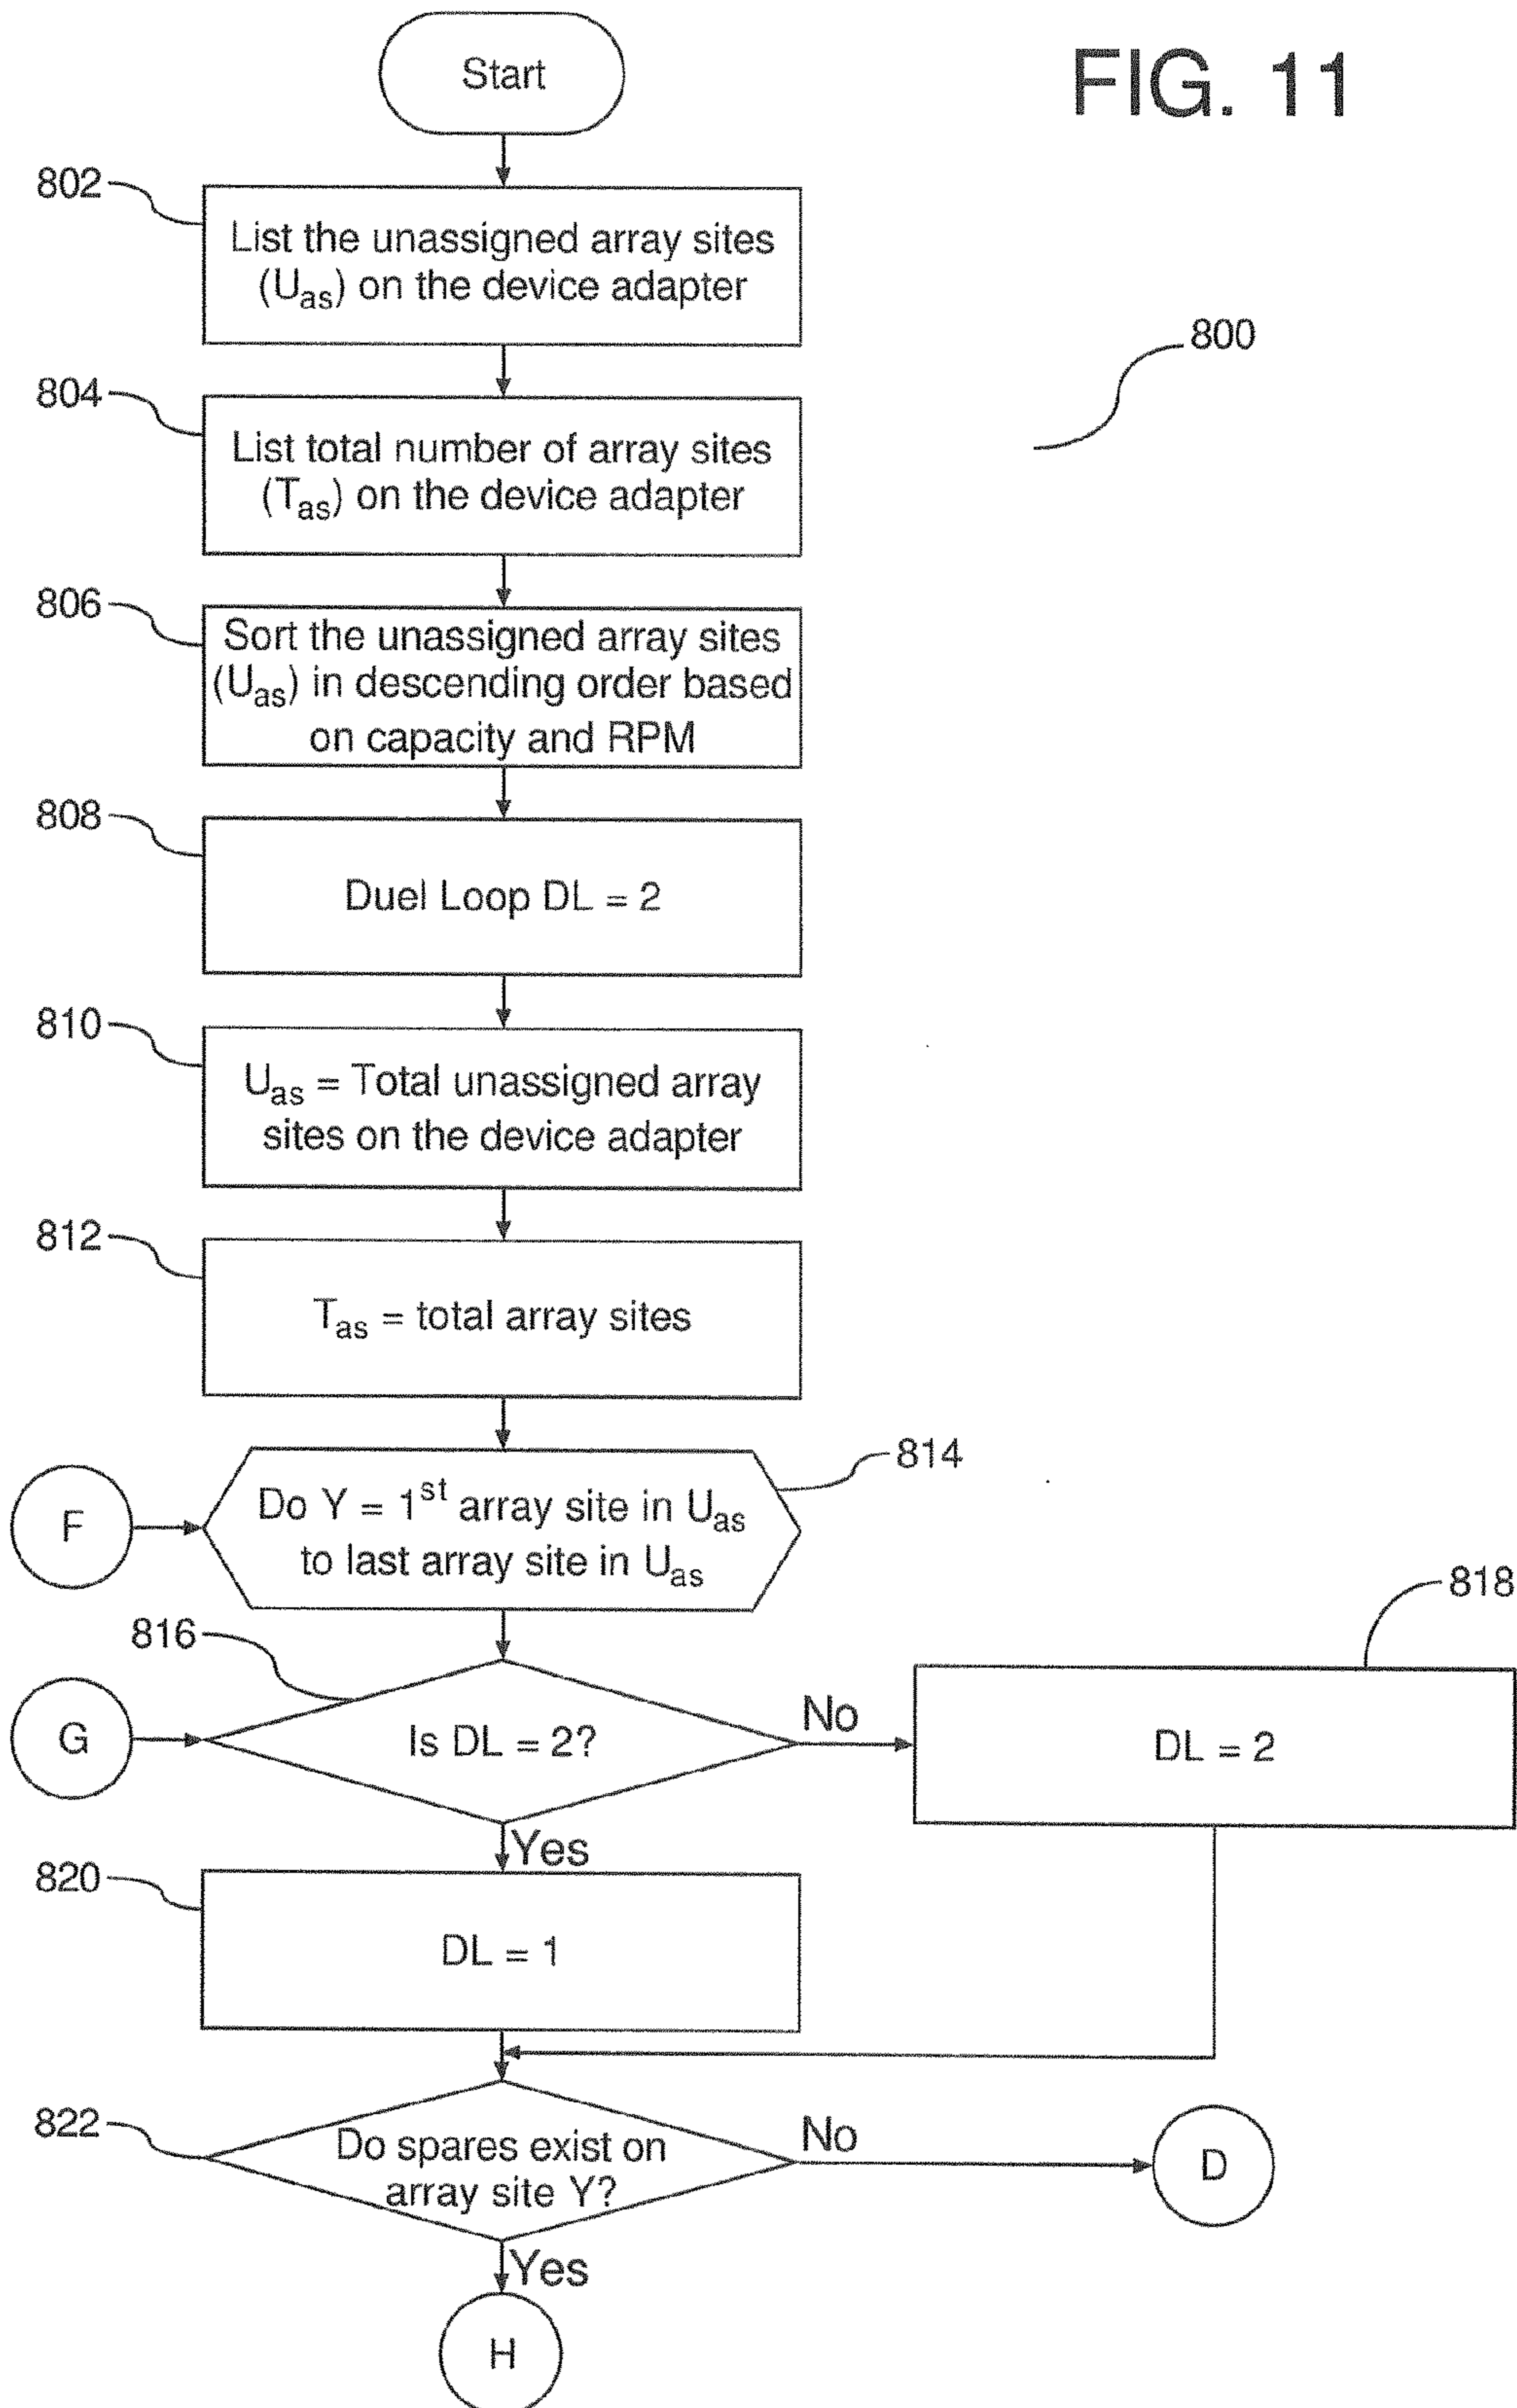 FIG. 11
Start
802
List the unassigned array sites
(Uas) on the device adapter
800
804
List total number of array sites
(Tas) on the device adapter
806
Sort the unassigned array sites
(Uas) in descending order based
on capacity and RPM
808
Duel Loop DL = 2
810
Uas = Total unassigned array
sites on the device adapter
812
Tas = total array sites
814
F
Do Y = 1st array site in Uas
to last array site in Uas
818
816
G
Is DL = 2?
No
DL = 2
Yes
820
DL = 1
822
Do spares exist on
array site Y?
No
D
Yes
H